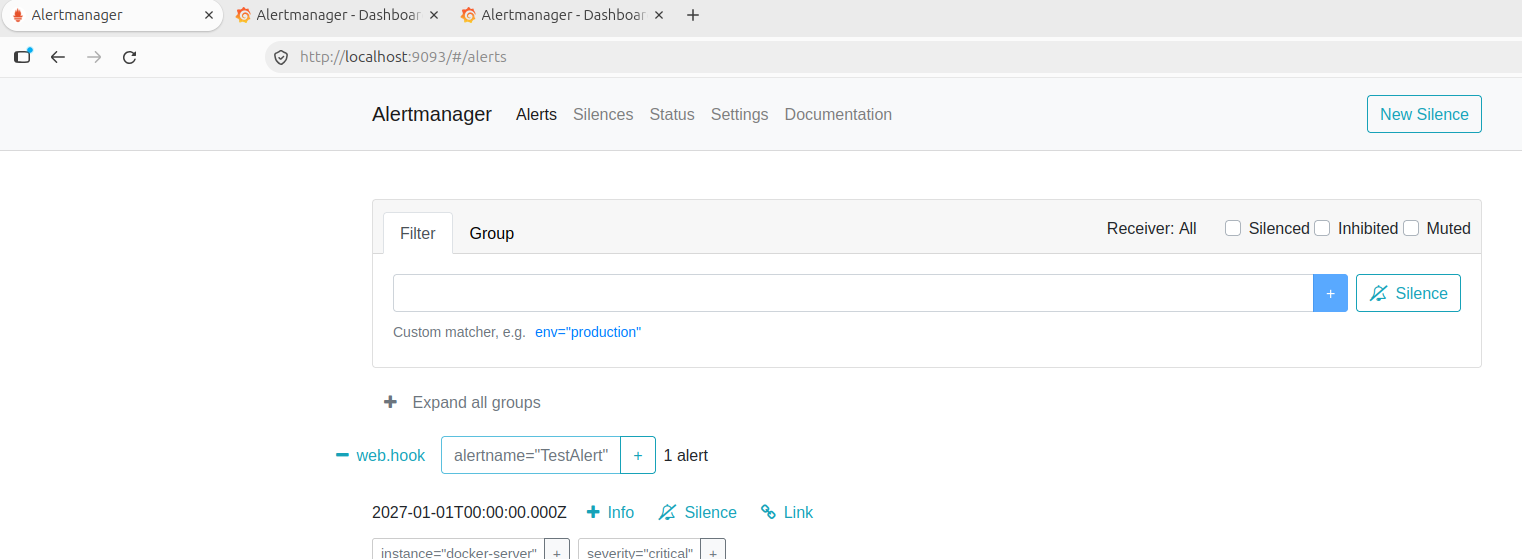 Alertmanager
Alertmanager - Dashboar
Alertmanager - Dashboar
http://localhost:9093/#/alerts
Alertmanager Alerts Silences Status Settings Documentation New Silence
Filter Group Receiver: All Silenced Inhibited Muted
+ Silence
Custom matcher, e.g. env="production"
+ Expand all groups
− web.hook alertname="TestAlert" + 1 alert
2027-01-01T00:00:00.000Z + Info Silence Link
instance="docker-server" + severity="critical" +